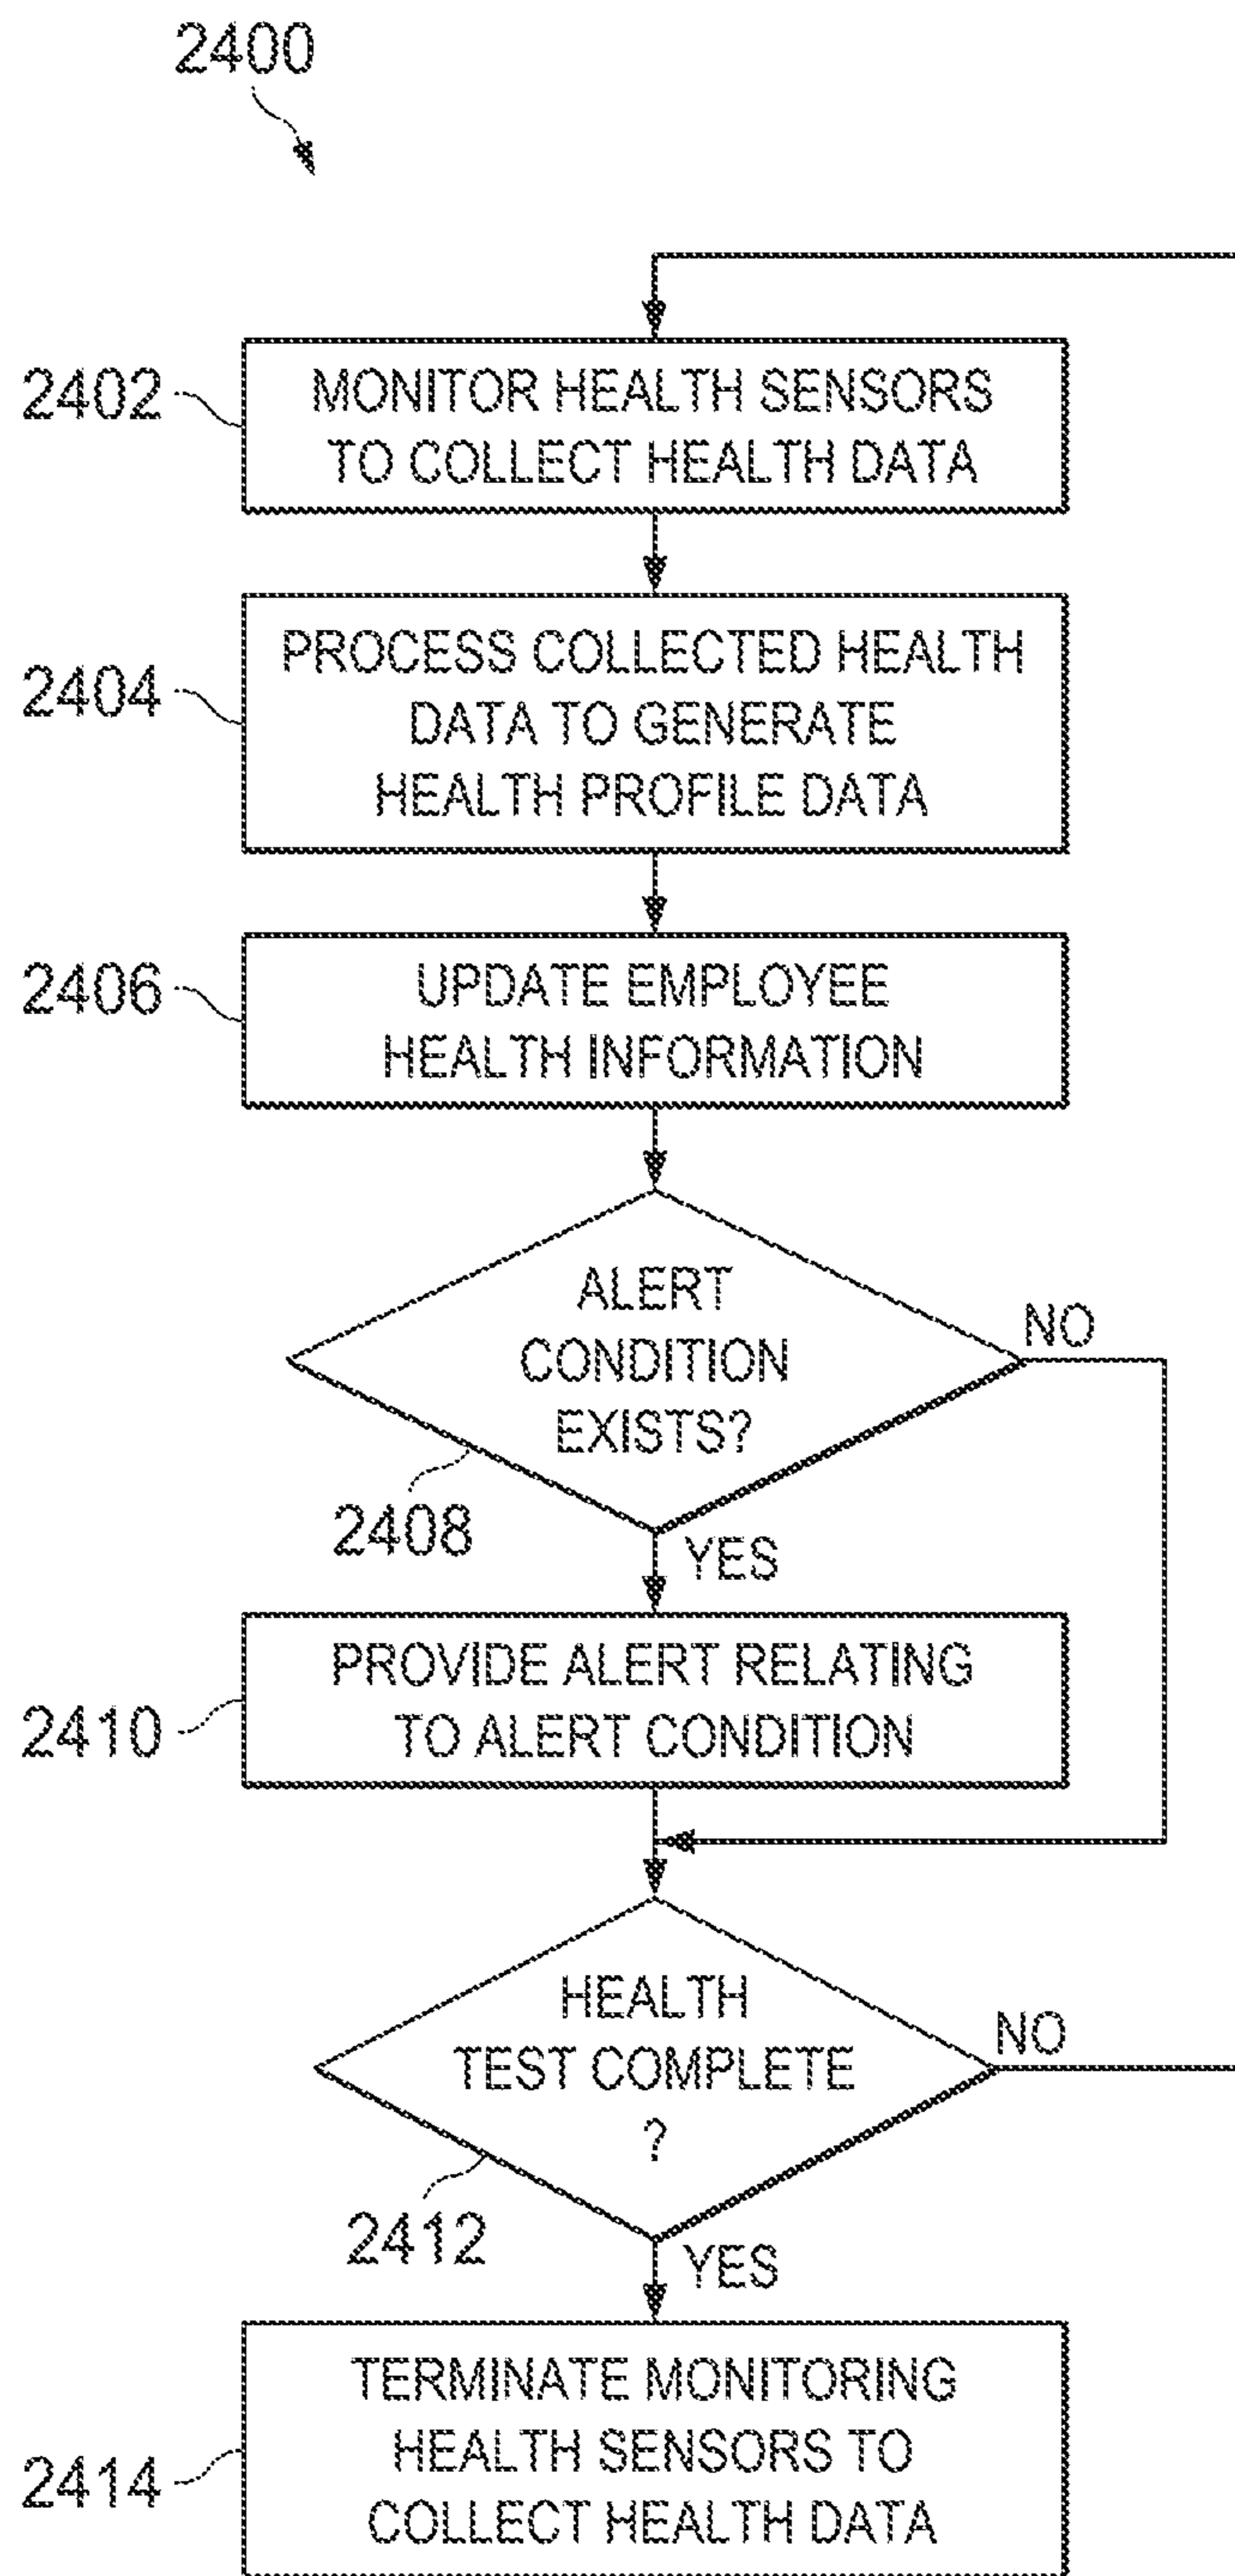 2400
2402
MONITOR HEALTH SENSORS
TO COLLECT HEALTH DATA
2404
PROCESS COLLECTED HEALTH
DATA TO GENERATE
HEALTH PROFILE DATA
2406
UPDATE EMPLOYEE
HEALTH INFORMATION
ALERT
CONDITION
EXISTS?
NO
2408
YES
2410
PROVIDE ALERT RELATING
TO ALERT CONDITION
HEALTH
TEST COMPLETE
?
NO
2412
YES
2414
TERMINATE MONITORING
HEALTH SENSORS TO
COLLECT HEALTH DATA